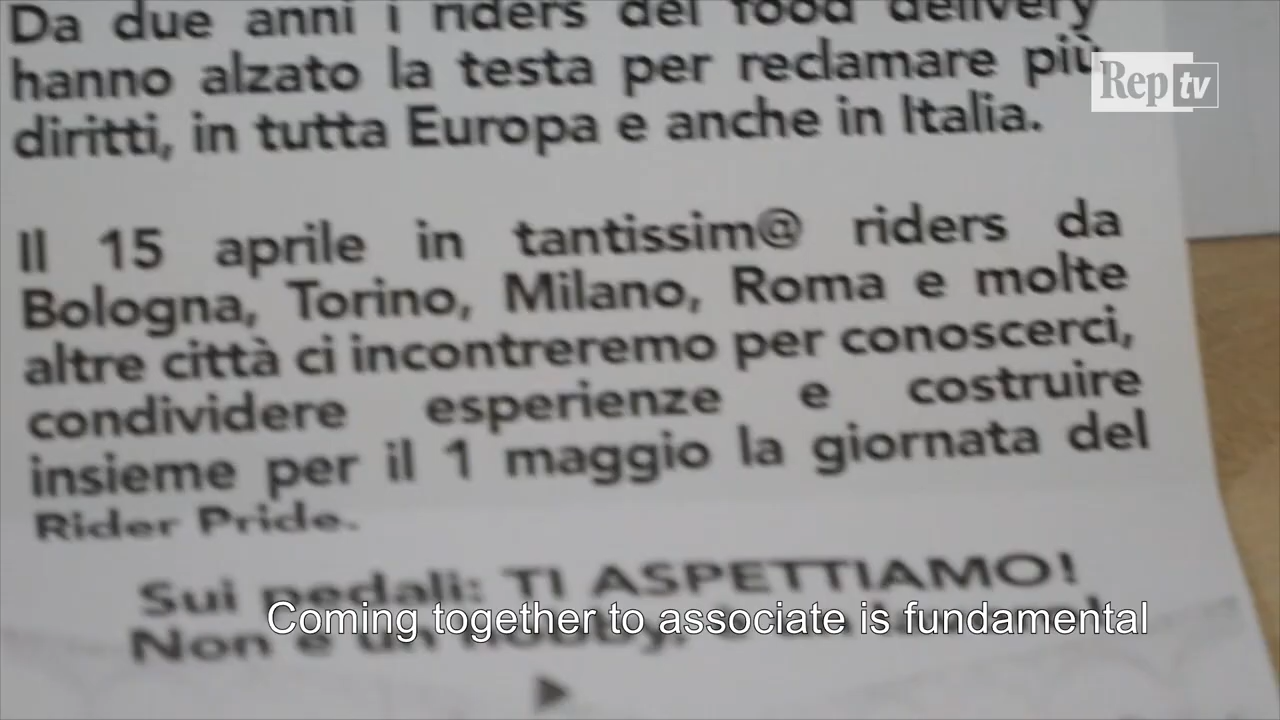 Da due anni i riders del food delivery
hanno alzato la testa per reclamare più
diritti, in tutta Europa e anche in Italia.
Rep tv
Il 15 aprile in tantissim@ riders da
Bologna, Torino, Milano, Roma e molte
altre città ci incontreremo per conoscerci,
condividere esperienze e costruire
insieme per il 1 maggio la giornata del
Rider Pride.
Sui pedali: TI ASPETTIAMO!
Non è un hobby,
Coming together to associate is fundamental